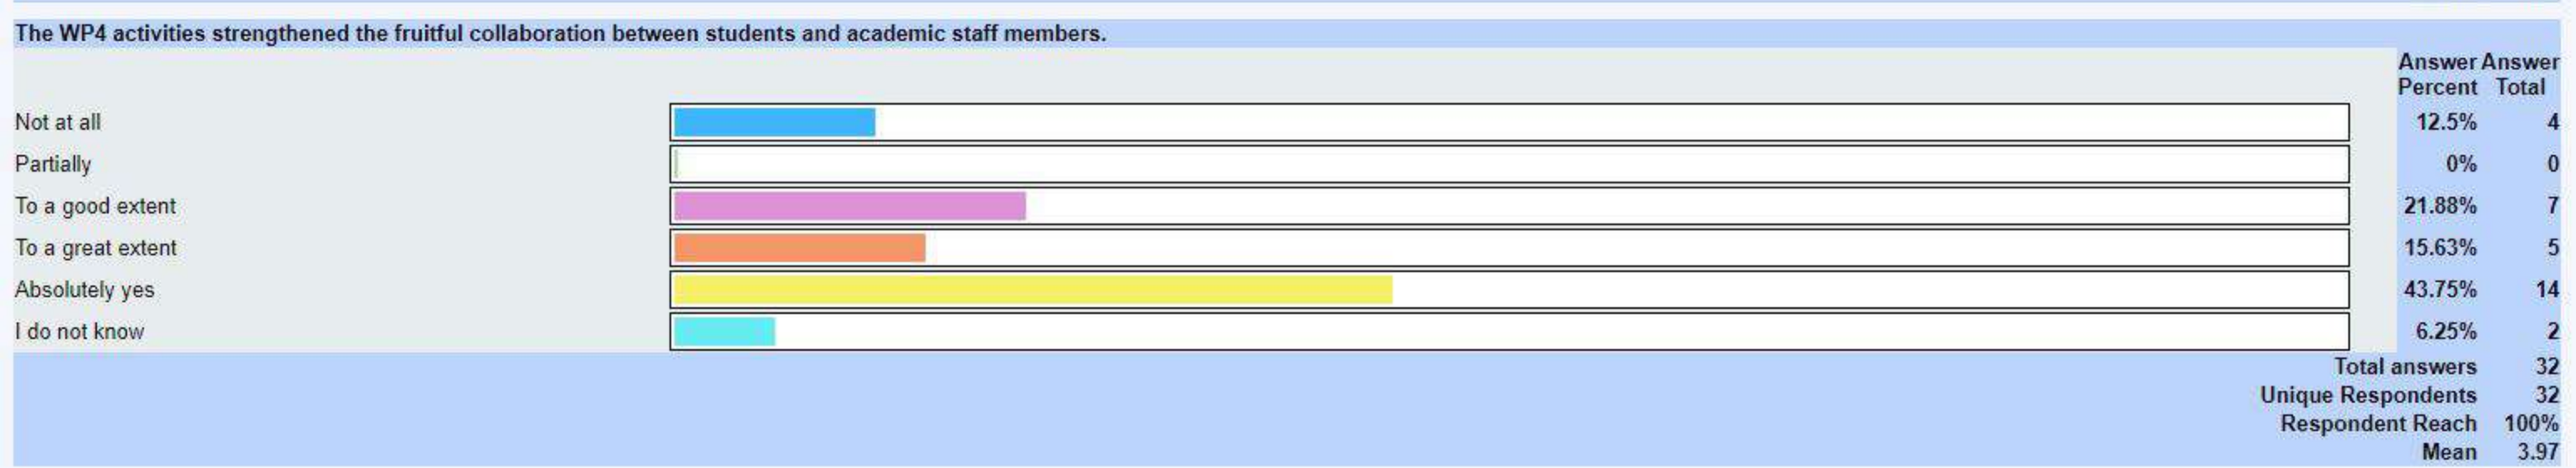 The WP4 activities strengthened the fruitful collaboration between students and academic staff members.
Answer Answer
Percent Total
Not at all 12.5% 4
Partially 0% 0
To a good extent 21.88% 7
To a great extent 15.63% 5
Absolutely yes 43.75% 14
I do not know 6.25% 2
Total answers 32
Unique Respondents 32
Respondent Reach 100%
Mean 3.97